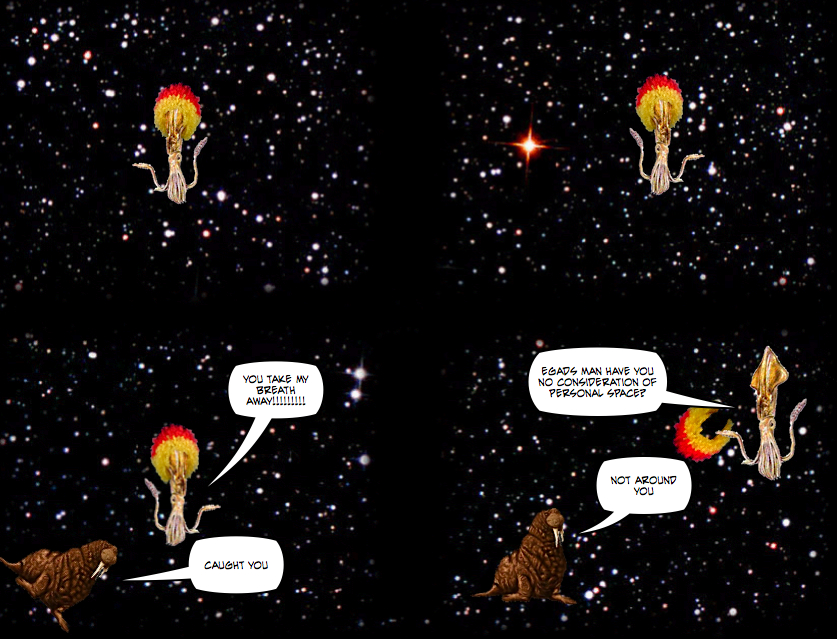 YOU TAKE MY
BREATH
AWAY!!!!!!!!!
CAUGHT YOU
EGADS MAN HAVE YOU
NO CONSIDERATION OF
PERSONAL SPACE?
NOT AROUND
YOU